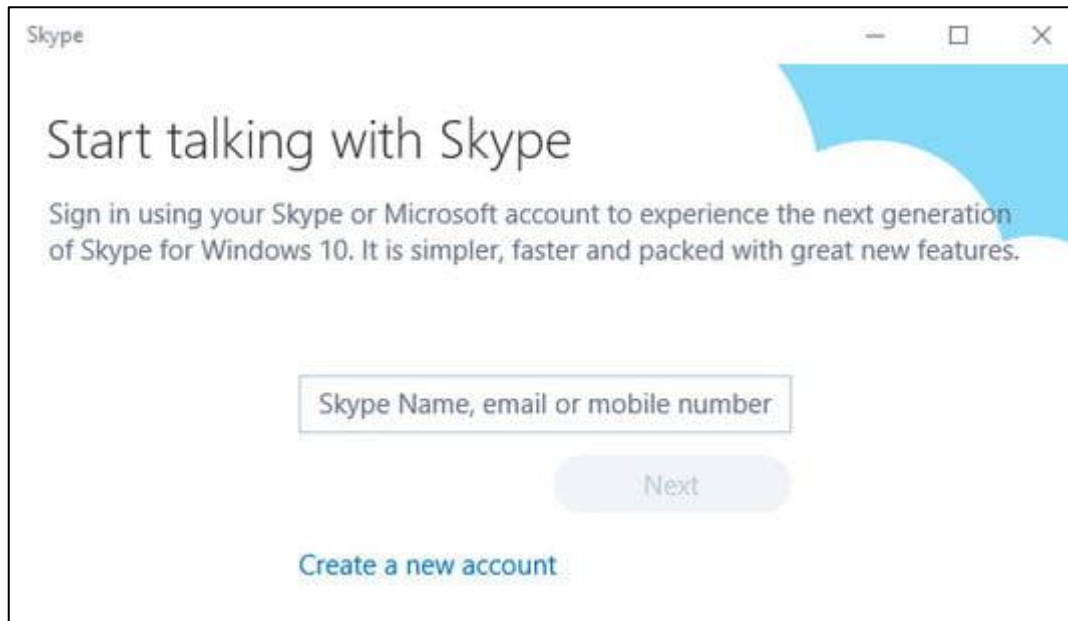 Skype
Start talking with Skype
Sign in using your Skype or Microsoft account to experience the next generation
of Skype for Windows 10. It is simpler, faster and packed with great new features.
Skype Name, email or mobile number
Next
Create a new account